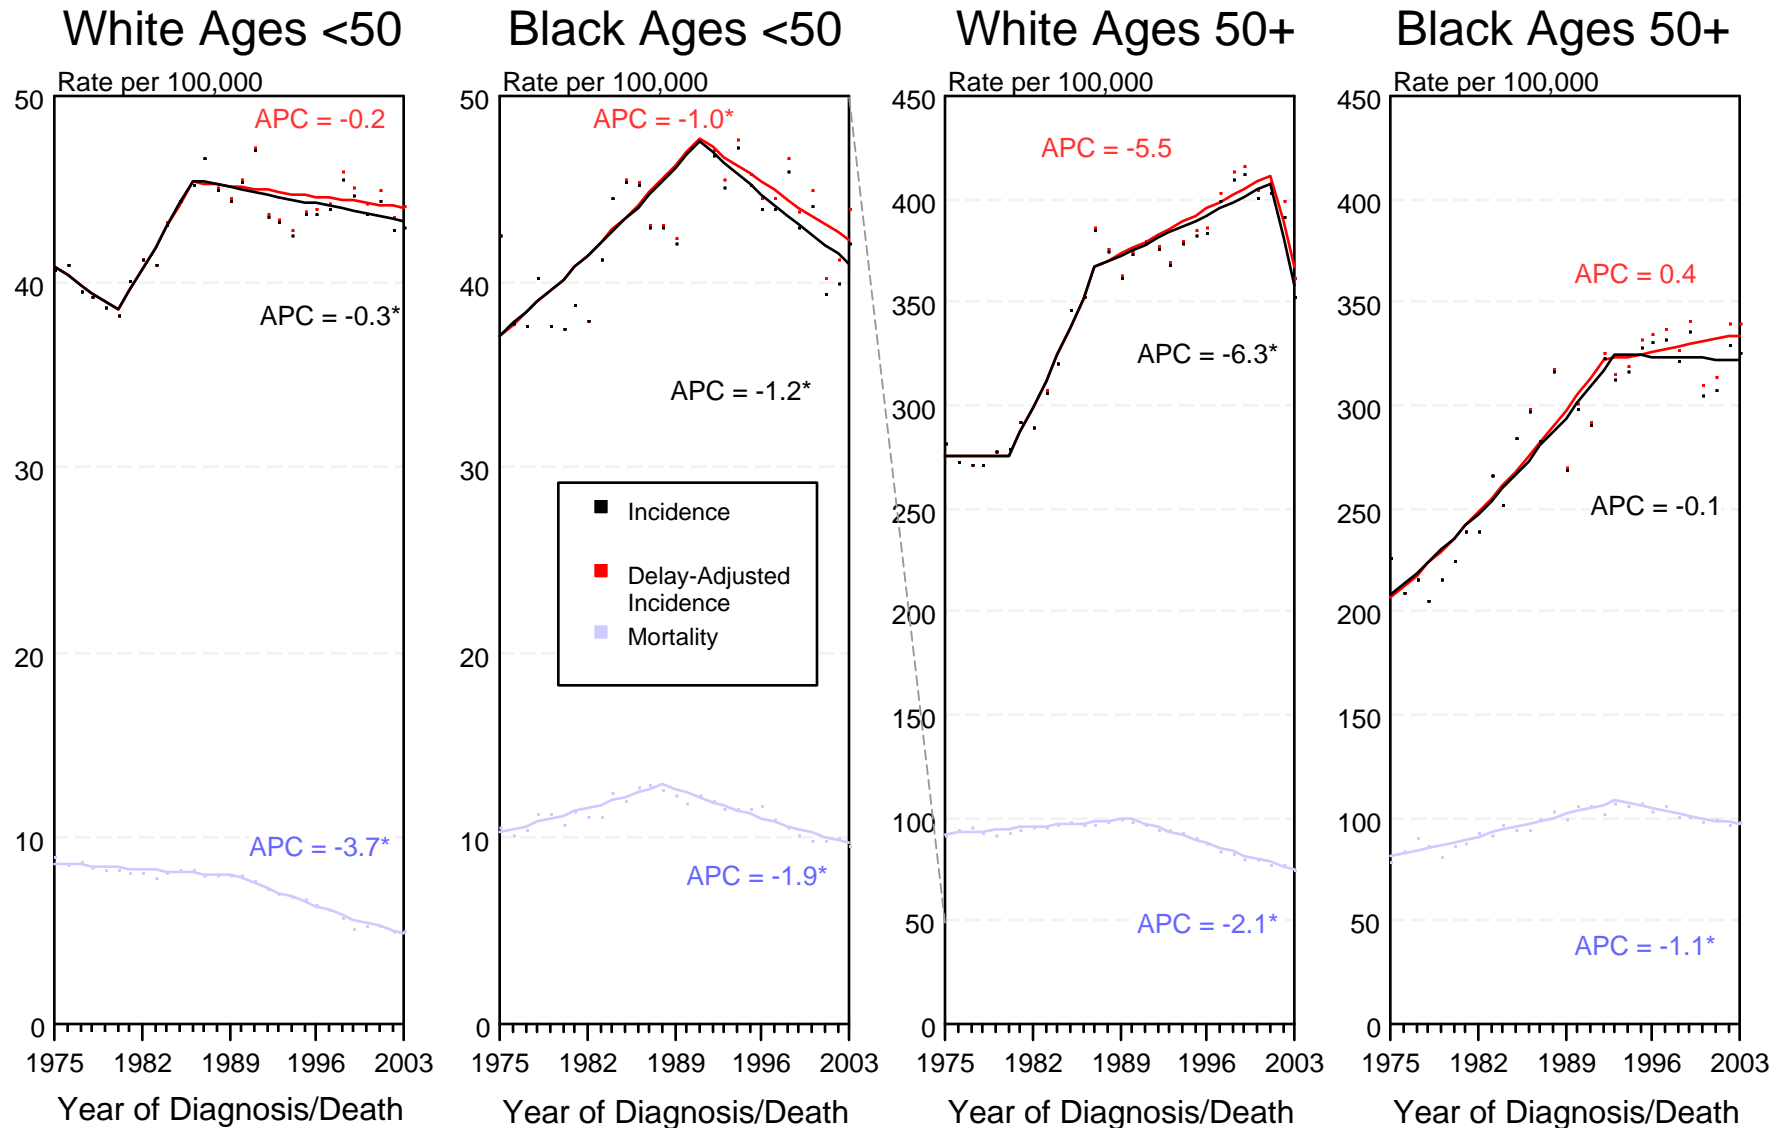 White Ages <50
Black Ages <50
White Ages 50+
Black Ages 50+
Rate per 100,000
Rate per 100,000
Rate per 100,000
Rate per 100,000
50
40
30
20
10
0
APC = -0.2
APC = -0.3*
APC = -3.7*
1975 1982 1989 1996 2003
Year of Diagnosis/Death
50
40
30
20
10
0
APC = -1.0*
APC = -1.2*
Incidence
Delay-Adjusted
Incidence
Mortality
APC = -1.9*
1975 1982 1989 1996 2003
Year of Diagnosis/Death
450
400
350
300
250
200
150
100
50
0
APC = -5.5
APC = -6.3*
APC = -2.1*
1975 1982 1989 1996 2003
Year of Diagnosis/Death
450
400
350
300
250
200
150
100
50
0
APC = 0.4
APC = -0.1
APC = -1.1*
1975 1982 1989 1996 2003
Year of Diagnosis/Death